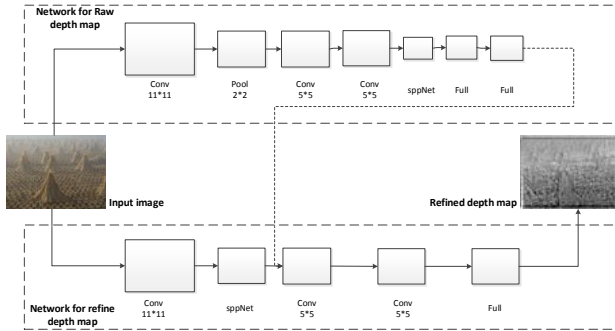 Network for Raw
depth map
Conv
11*11
Pool
2*2
Conv
5*5
Conv
5*5
sppNet
Full
Full
Input image
Refined depth map
Conv
11*11
sppNet
Conv
5*5
Conv
5*5
Full
Network for refine
depth map